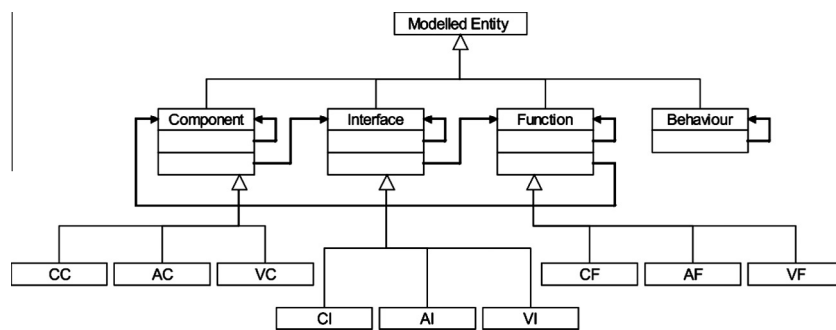 Modelled Entity
Component
Interface
Function
Behaviour
CC
AC
VC
CF
AF
VF
CI
AI
VI